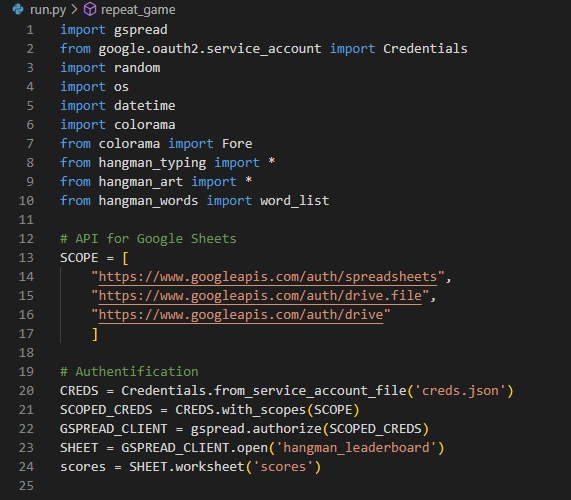 run.py > repeat_game
1 import gspread
2 from google.oauth2.service_account import Credentials
3 import random
4 import os
5 import datetime
6 import colorama
7 from colorama import Fore
8 from hangman_typing import *
9 from hangman_art import *
10 from hangman_words import word_list
11
12 # API for Google Sheets
13 SCOPE = [
14     "https://www.googleapis.com/auth/spreadsheets",
15     "https://www.googleapis.com/auth/drive.file",
16     "https://www.googleapis.com/auth/drive"
17     ]
18
19 # Authentification
20 CREDS = Credentials.from_service_account_file('creds.json')
21 SCOPED_CREDS = CREDS.with_scopes(SCOPE)
22 GSPREAD_CLIENT = gspread.authorize(SCOPED_CREDS)
23 SHEET = GSPREAD_CLIENT.open('hangman_leaderboard')
24 scores = SHEET.worksheet('scores')
25